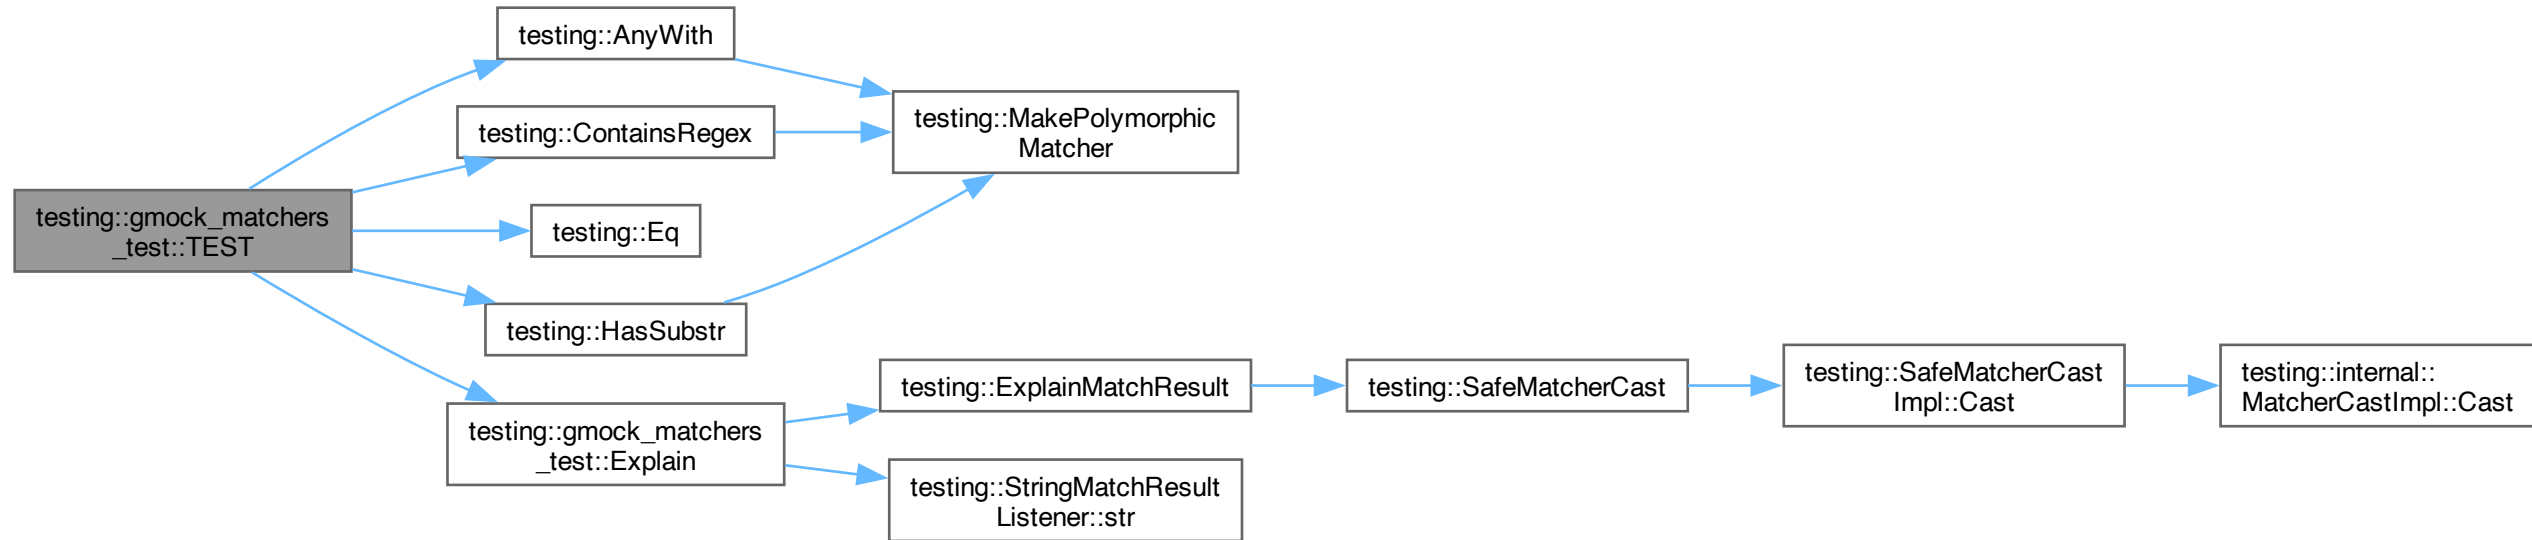 testing::AnyWith
testing::ContainsRegex
testing::MakePolymorphic
Matcher
testing::gmock_matchers
_test::TEST
testing::Eq
testing::HasSubstr
testing::ExplainMatchResult
testing::SafeMatcherCast
testing::SafeMatcherCast
Impl::Cast
testing::internal::
MatcherCastImpl::Cast
testing::gmock_matchers
_test::Explain
testing::StringMatchResult
Listener::str